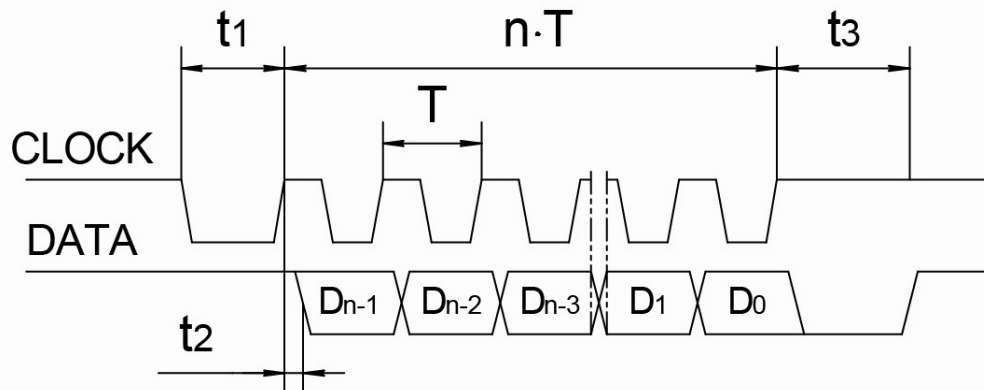 t1 n·T t3
T
CLOCK
DATA
Dn-1 Dn-2 Dn-3 D1 D0
t2